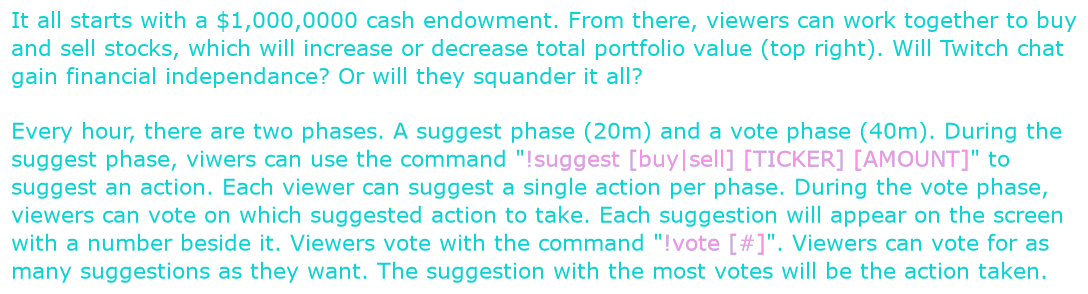 It all starts with a $1,000,0000 cash endowment. From there, viewers can work together to buy
and sell stocks, which will increase or decrease total portfolio value (top right). Will Twitch chat
gain financial independance? Or will they squander it all?

Every hour, there are two phases. A suggest phase (20m) and a vote phase (40m). During the
suggest phase, viwers can use the command "!suggest [buy|sell] [TICKER] [AMOUNT]" to
suggest an action. Each viewer can suggest a single action per phase. During the vote phase,
viewers can vote on which suggested action to take. Each suggestion will appear on the screen
with a number beside it. Viewers vote with the command "!vote [#]". Viewers can vote for as
many suggestions as they want. The suggestion with the most votes will be the action taken.